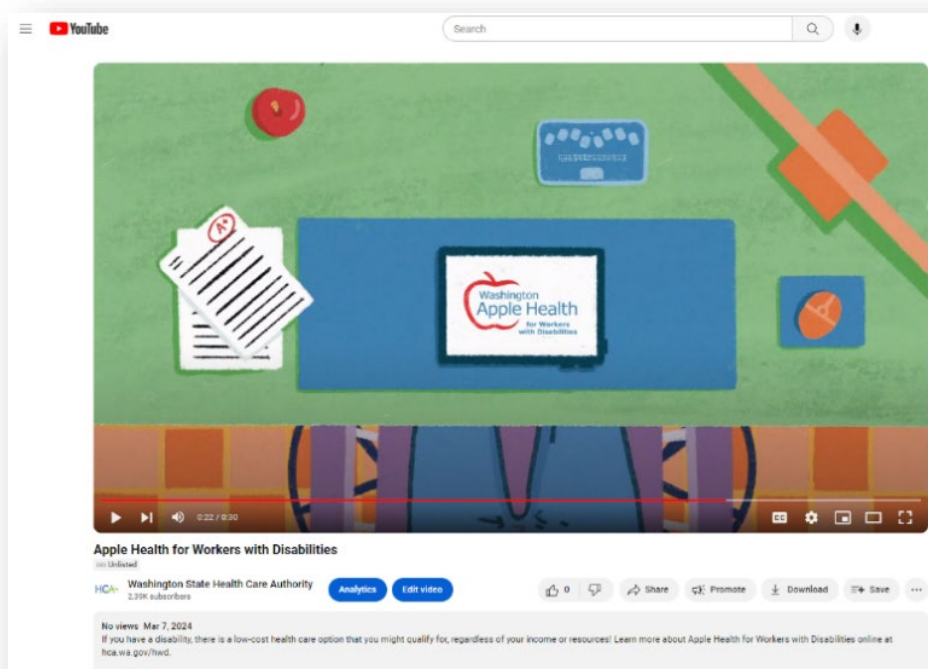 YouTube
Search
A+
Washington
Apple Health
for Workers
with Disabilities
0:22 / 0:30
CC
Apple Health for Workers with Disabilities
Unlisted
HCA
Washington State Health Care Authority
2.39K subscribers
Analytics
Edit video
0
Share
Promote
Download
Save
No views Mar 7, 2024
If you have a disability, there is a low-cost health care option that you might qualify for, regardless of your income or resources! Learn more about Apple Health for Workers with Disabilities online at
hca.wa.gov/hwd.